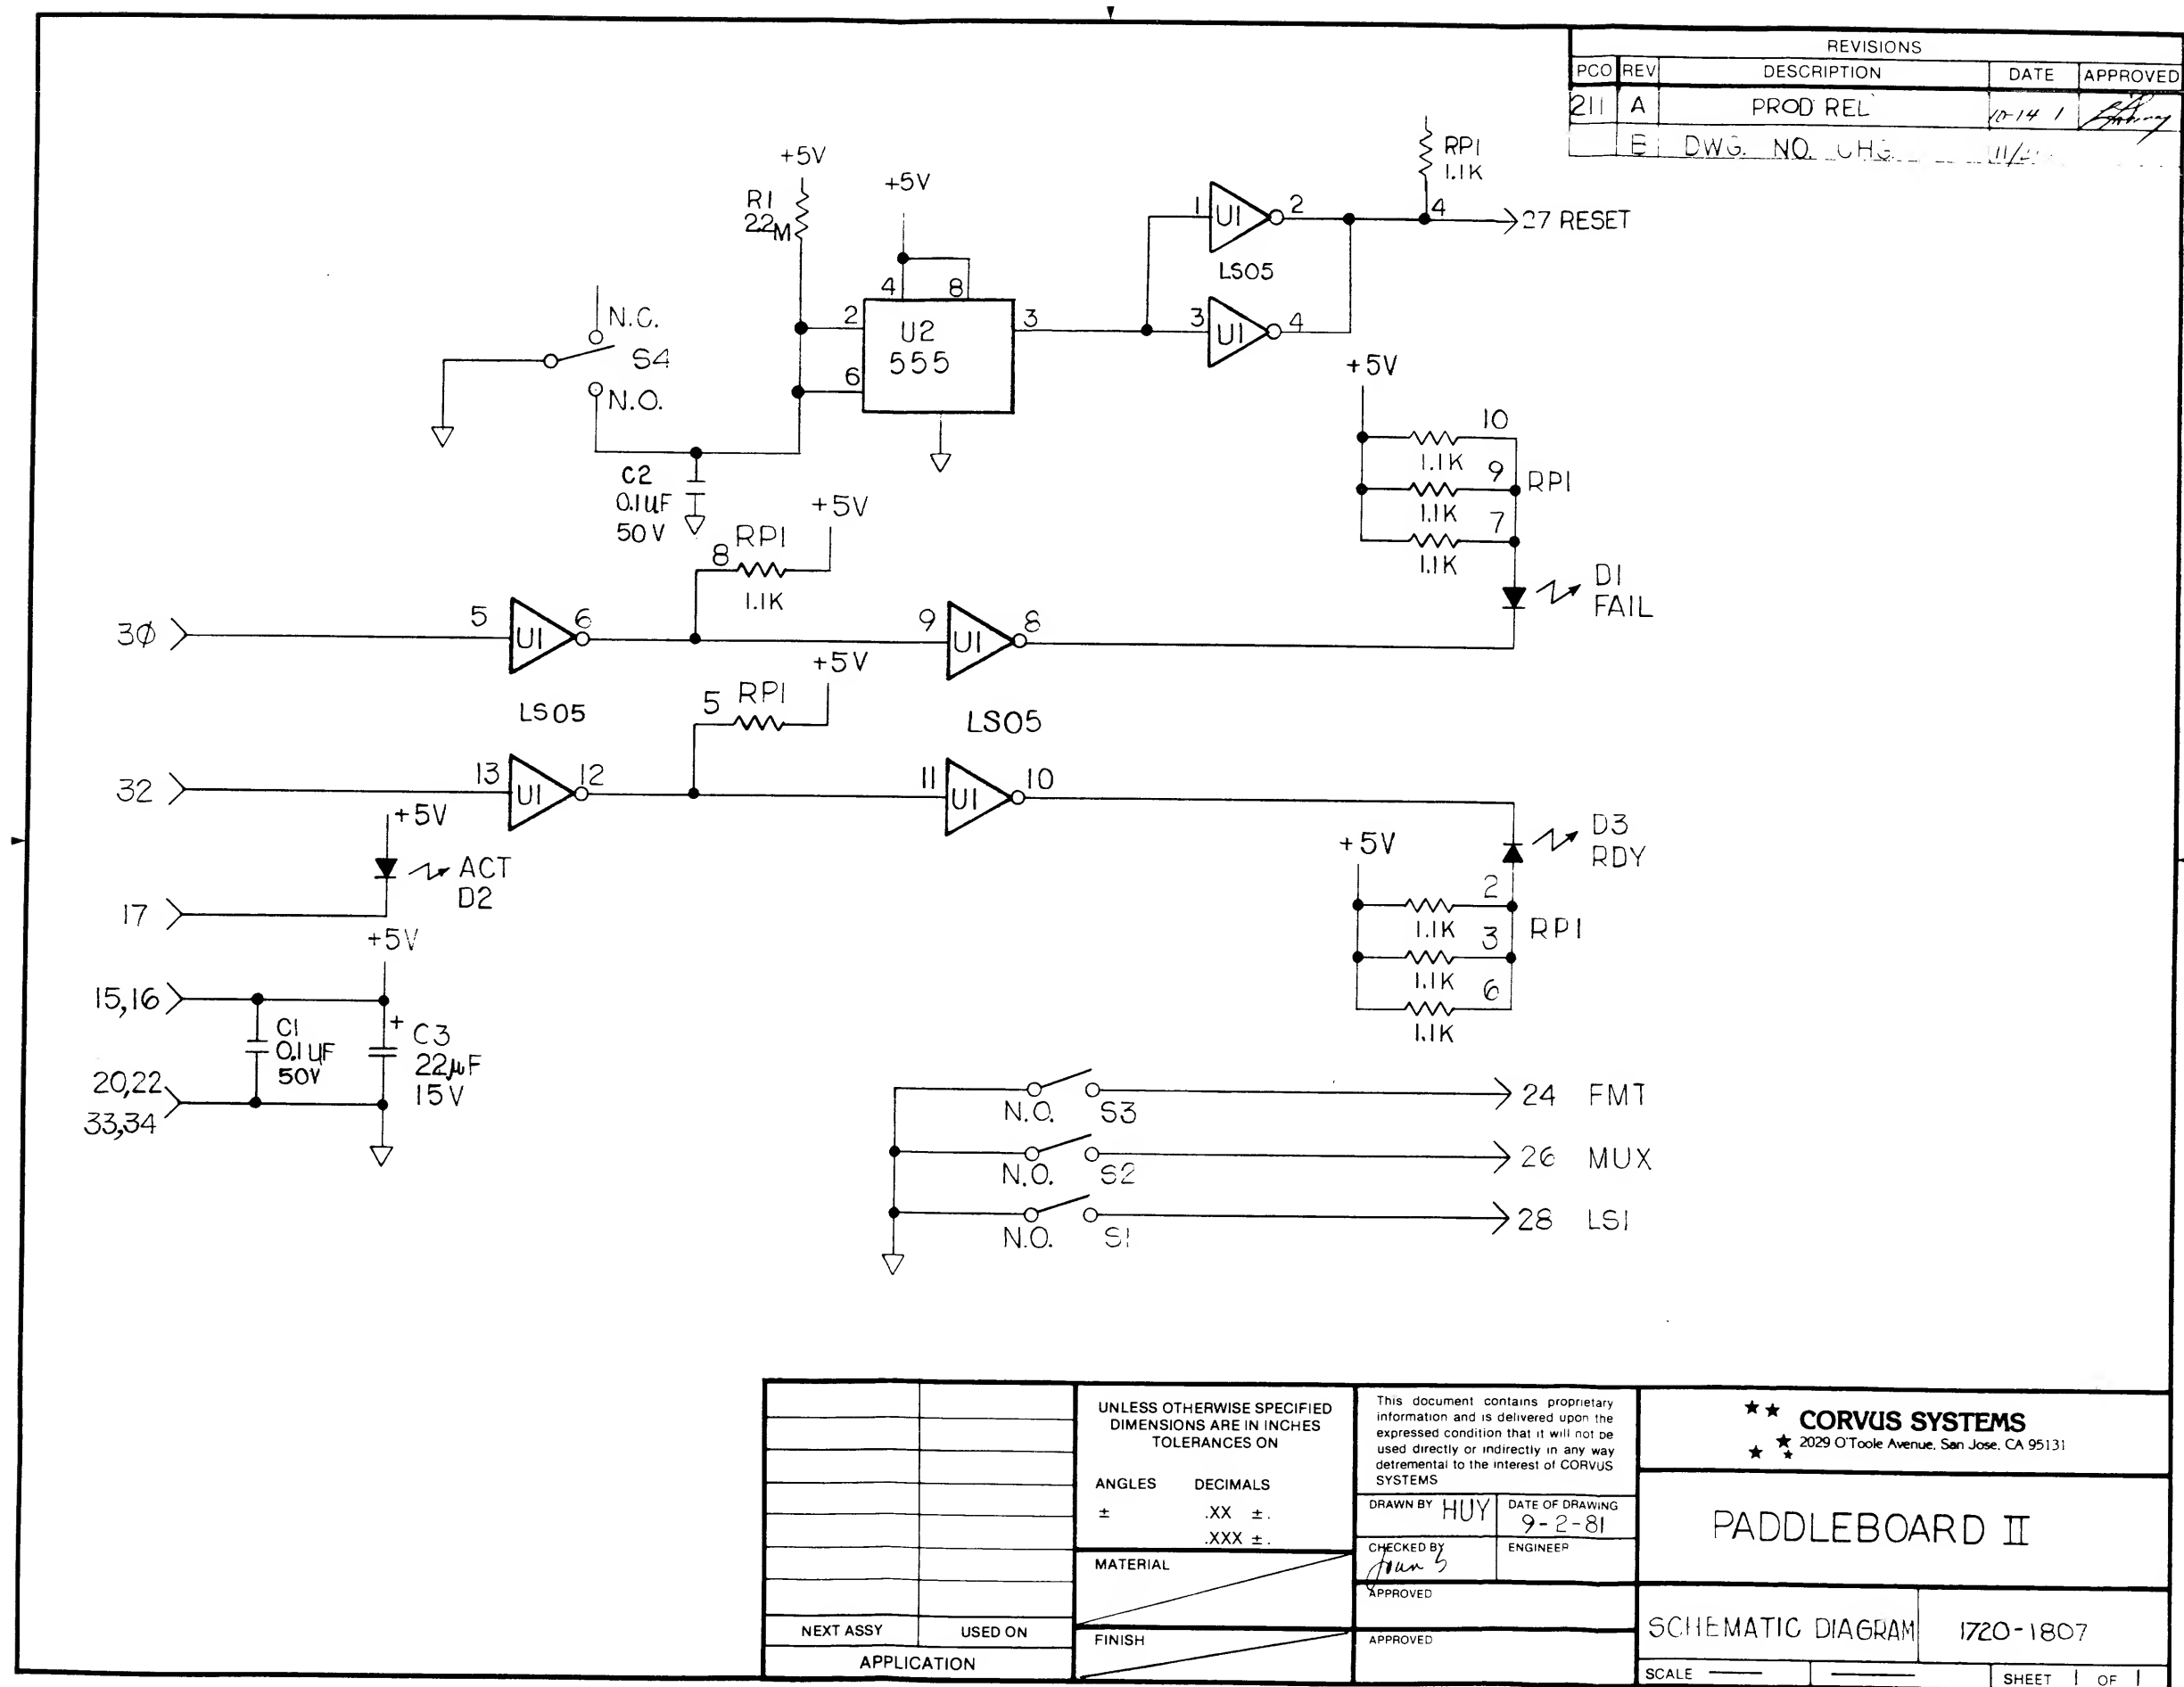 REVISIONS
PCO REV DESCRIPTION DATE APPROVED
211 A PROD REL 10-14 1
E DWG. NO. CHG. 11/
+5V
R1
22M
+5V
4 8
2 U2 3
555
6
N.C.
S4
N.O.
C2
0.1UF
50V
1 U1 2
LS05
3 U1 4
RP1
1.1K
4
27 RESET
+5V
10
1.1K 9 RP1
1.1K 7
1.1K
D1
FAIL
+5V
RP1
8
1.1K
30 5 U1 6 9 U1 8
+5V
5 RP1
LS05 LS05
32 13 U1 12 11 U1 10
+5V
ACT
D2
17
+5V
15,16
C1
0.1UF
50V
+ C3
22µF
15V
20,22
33,34
D3
RDY
+5V
2
1.1K 3 RP1
1.1K 6
1.1K
N.O. S3 24 FMT
N.O. S2 26 MUX
N.O. S1 28 LSI
NEXT ASSY USED ON
APPLICATION
UNLESS OTHERWISE SPECIFIED
DIMENSIONS ARE IN INCHES
TOLERANCES ON
ANGLES DECIMALS
± .XX ±.
.XXX ±.
MATERIAL
FINISH
This document contains proprietary
information and is delivered upon the
expressed condition that it will not be
used directly or indirectly in any way
detremental to the interest of CORVUS
SYSTEMS
DRAWN BY HUY
DATE OF DRAWING
9-2-81
CHECKED BY
ENGINEER
APPROVED
APPROVED
CORVUS SYSTEMS
2029 O'Toole Avenue, San Jose, CA 95131
PADDLEBOARD II
SCHEMATIC DIAGRAM 1720-1807
SCALE SHEET 1 OF 1